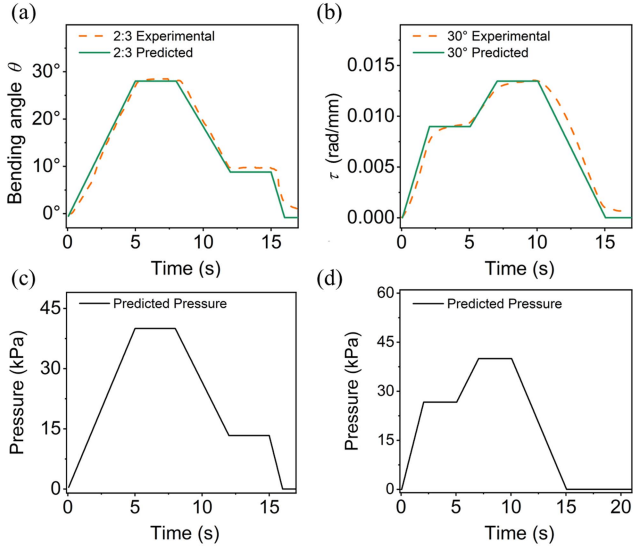 (a)
2:3 Experimental
2:3 Predicted
Bending angle θ
30°
20°
10°
0°
0 5 10 15
Time (s)
(b)
30° Experimental
30° Predicted
τ (rad/mm)
0.015
0.010
0.005
0.000
0 5 10 15
Time (s)
(c)
Predicted Pressure
Pressure (kPa)
45
30
15
0
0 5 10 15
Time (s)
(d)
Predicted Pressure
Pressure (kPa)
60
45
30
15
0
0 5 10 15 20
Time (s)